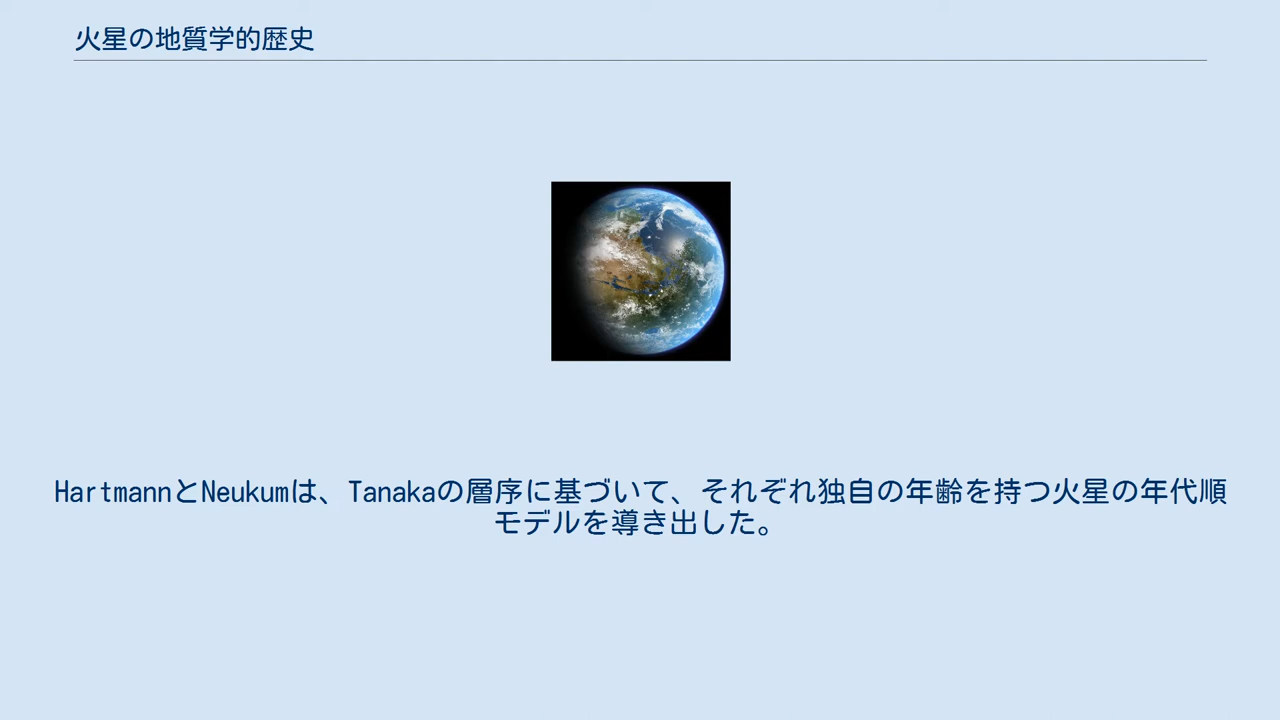 火星の地質学的歴史
HartmannとNeukumは、Tanakaの層序に基づいて、それぞれ独自の年齢を持つ火星の年代順
モデルを導き出した。